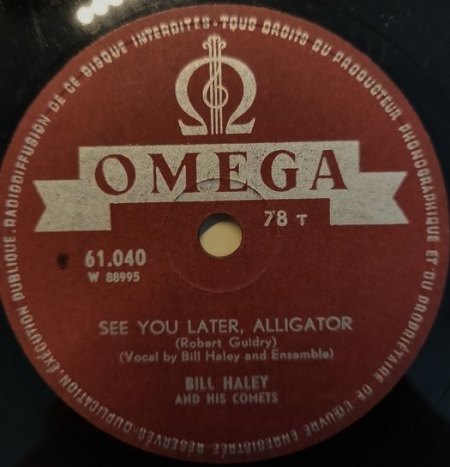 TOUS DROITS DU PRODUCTEUR PHONOGRAPHIQUE ET DU PROPRIÉTAIRE DE L'ŒUVRE ENREGISTRÉE RÉSERVÉS-DUPLICATION, EXÉCUTION PUBLIQUE, RADIODIFFUSION DE CE DISQUE INTERDITES-
Ω
OMEGA
78 T
61.040
W 88995
SEE YOU LATER, ALLIGATOR
(Robert Guidry)
(Vocal by Bill Haley and Ensemble)
BILL HALEY
AND HIS COMETS